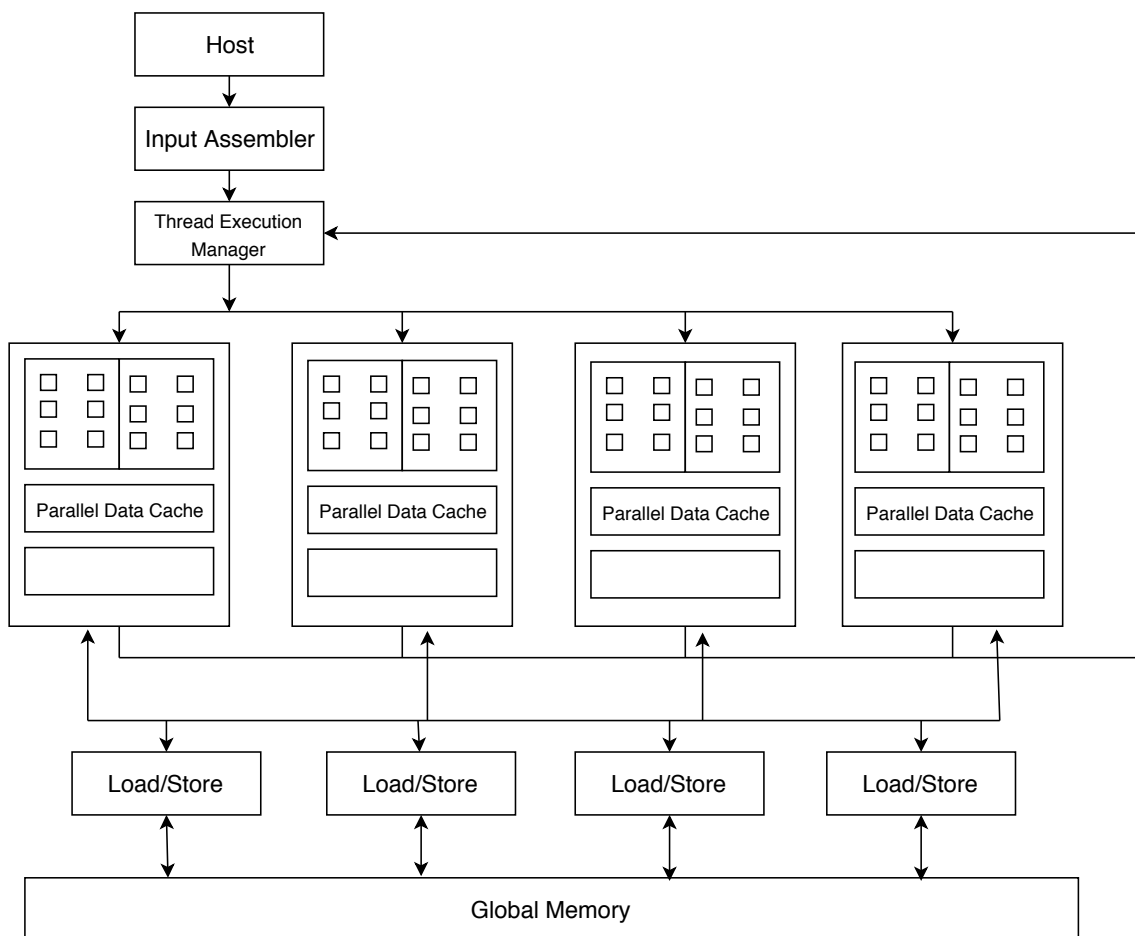 Host
Input Assembler
Thread Execution
Manager
Parallel Data Cache
Parallel Data Cache
Parallel Data Cache
Parallel Data Cache
Load/Store
Load/Store
Load/Store
Load/Store
Global Memory